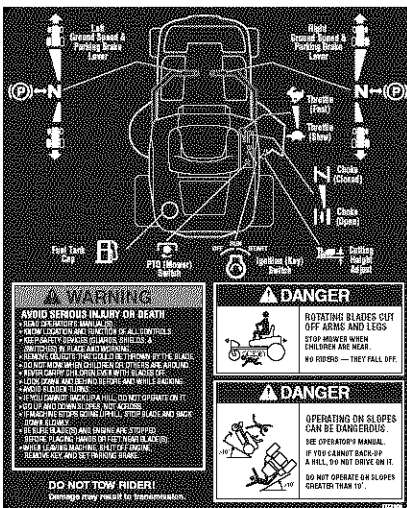 Left
Ground Speed &
Parking Brake
Lever
Right
Ground Speed &
Parking Brake
Lever
(P) N
N (P)
Throttle
(Fast)
Throttle
(Slow)
Choke
(Closed)
Choke
(Open)
Fuel Tank
Cap
PTO (Mower)
Switch
OFF RUN START
Ignition (Key)
Switch
Cutting
Height
Adjust
WARNING
AVOID SERIOUS INJURY OR DEATH
• READ OPERATOR'S MANUAL(S).
• KNOW LOCATION AND FUNCTION OF ALL CONTROLS.
• KEEP SAFETY DEVICES (GUARDS, SHIELDS, &
SWITCHES) IN PLACE AND WORKING.
• REMOVE OBJECTS THAT COULD BE THROWN BY THE BLADE.
• DO NOT MOW WHEN CHILDREN OR OTHERS ARE AROUND.
• NEVER CARRY CHILDREN EVEN WITH BLADES OFF.
• LOOK DOWN AND BEHIND BEFORE AND WHILE BACKING.
• AVOID SUDDEN TURNS.
• IF YOU CANNOT BACK UP A HILL, DO NOT OPERATE ON IT.
• GO UP AND DOWN SLOPES, NOT ACROSS.
• IF MACHINE STOPS GOING UPHILL, STOP BLADE AND BACK
DOWN SLOWLY.
• BE SURE BLADE(S) AND ENGINE ARE STOPPED
BEFORE PLACING HANDS OR FEET NEAR BLADE(S).
• WHEN LEAVING MACHINE, SHUT OFF ENGINE,
REMOVE KEY, AND SET PARKING BRAKE.
DO NOT TOW RIDER!
Damage may result to transmission.
DANGER
ROTATING BLADES CUT
OFF ARMS AND LEGS
STOP MOWER WHEN
CHILDREN ARE NEAR.
NO RIDERS — THEY FALL OFF.
DANGER
OPERATING ON SLOPES
CAN BE DANGEROUS.
SEE OPERATOR'S MANUAL.
IF YOU CANNOT BACK-UP
A HILL, DO NOT DRIVE ON IT.
DO NOT OPERATE ON SLOPES
GREATER THAN 10°.
>10°
>10°